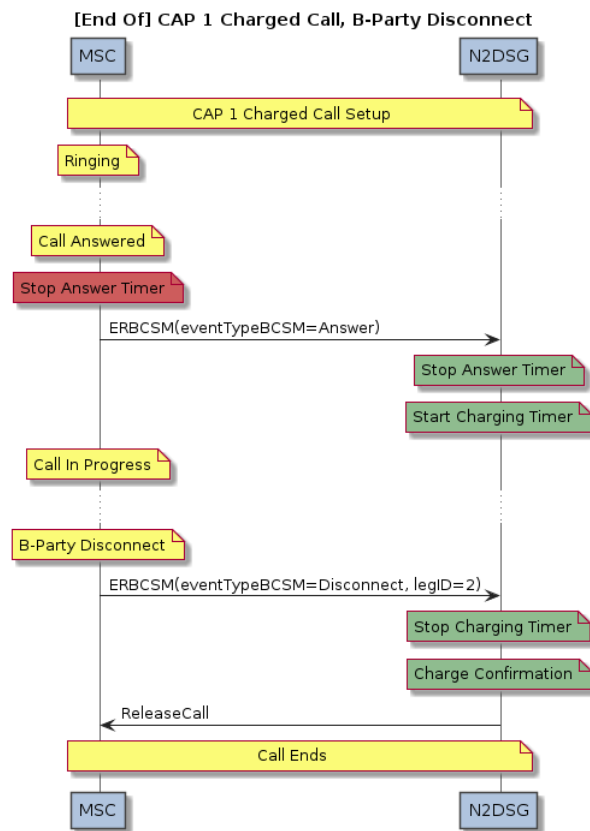 [End Of] CAP 1 Charged Call, B-Party Disconnect
MSC
N2DSG
CAP 1 Charged Call Setup
Ringing
Call Answered
Stop Answer Timer
ERBCSM(eventTypeBCSM=Answer)
Stop Answer Timer
Start Charging Timer
Call In Progress
B-Party Disconnect
ERBCSM(eventTypeBCSM=Disconnect, legID=2)
Stop Charging Timer
Charge Confirmation
ReleaseCall
Call Ends
MSC
N2DSG